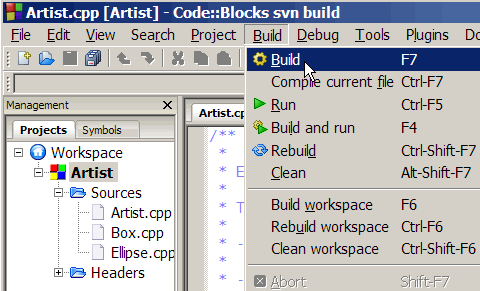 Artist.cpp [Artist] - Code::Blocks svn build
File Edit View Search Project Build Debug Tools Plugins Do
Build F7
Compile current file Ctrl-F7
Run Ctrl-F5
Build and run F4
Rebuild Ctrl-Shift-F7
Clean Alt-Shift-F7
Build workspace F6
Rebuild workspace Ctrl-F6
Clean workspace Ctrl-Shift-F6
Abort Shift-F7
Management
Projects Symbols
Workspace
Artist
Sources
Artist.cpp
Box.cpp
Ellipse.cpp
Headers
Artist.cp
/**
*
* E
*
* T
*
* -
*
* -